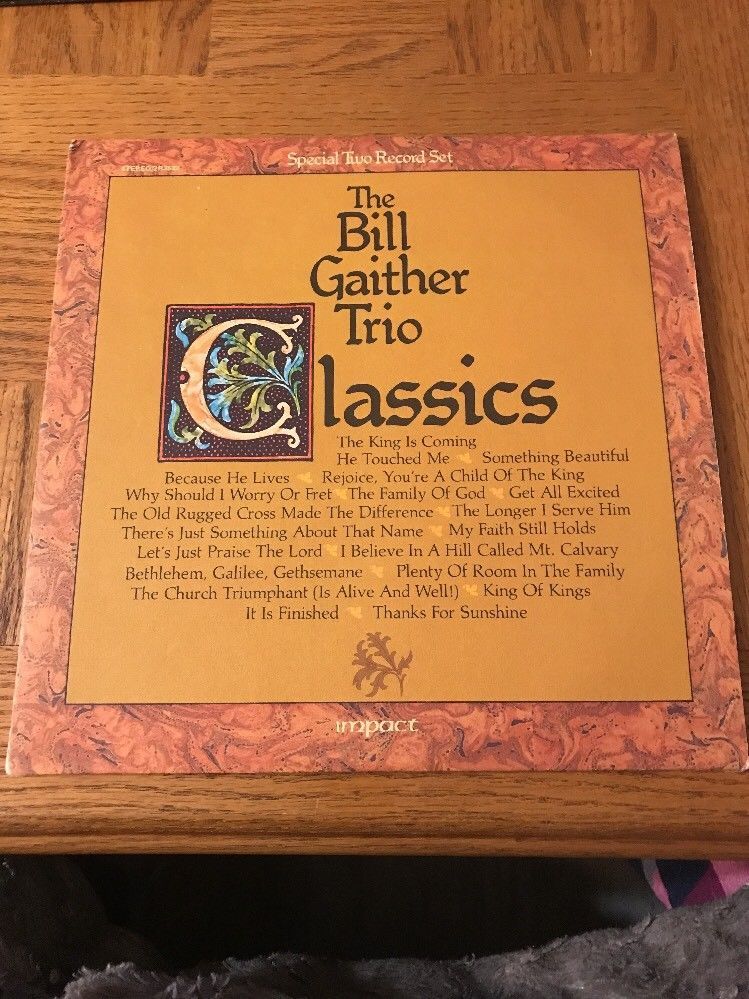 Special Two Record Set
The
Bill
Gaither
Trio
Classics
The King Is Coming
He Touched Me Something Beautiful
Because He Lives Rejoice, You're A Child Of The King
Why Should I Worry Or Fret The Family Of God Get All Excited
The Old Rugged Cross Made The Difference The Longer I Serve Him
There's Just Something About That Name My Faith Still Holds
Let's Just Praise The Lord I Believe In A Hill Called Mt. Calvary
Bethlehem, Galilee, Gethsemane Plenty Of Room In The Family
The Church Triumphant (Is Alive And Well!) King Of Kings
It Is Finished Thanks For Sunshine
impact